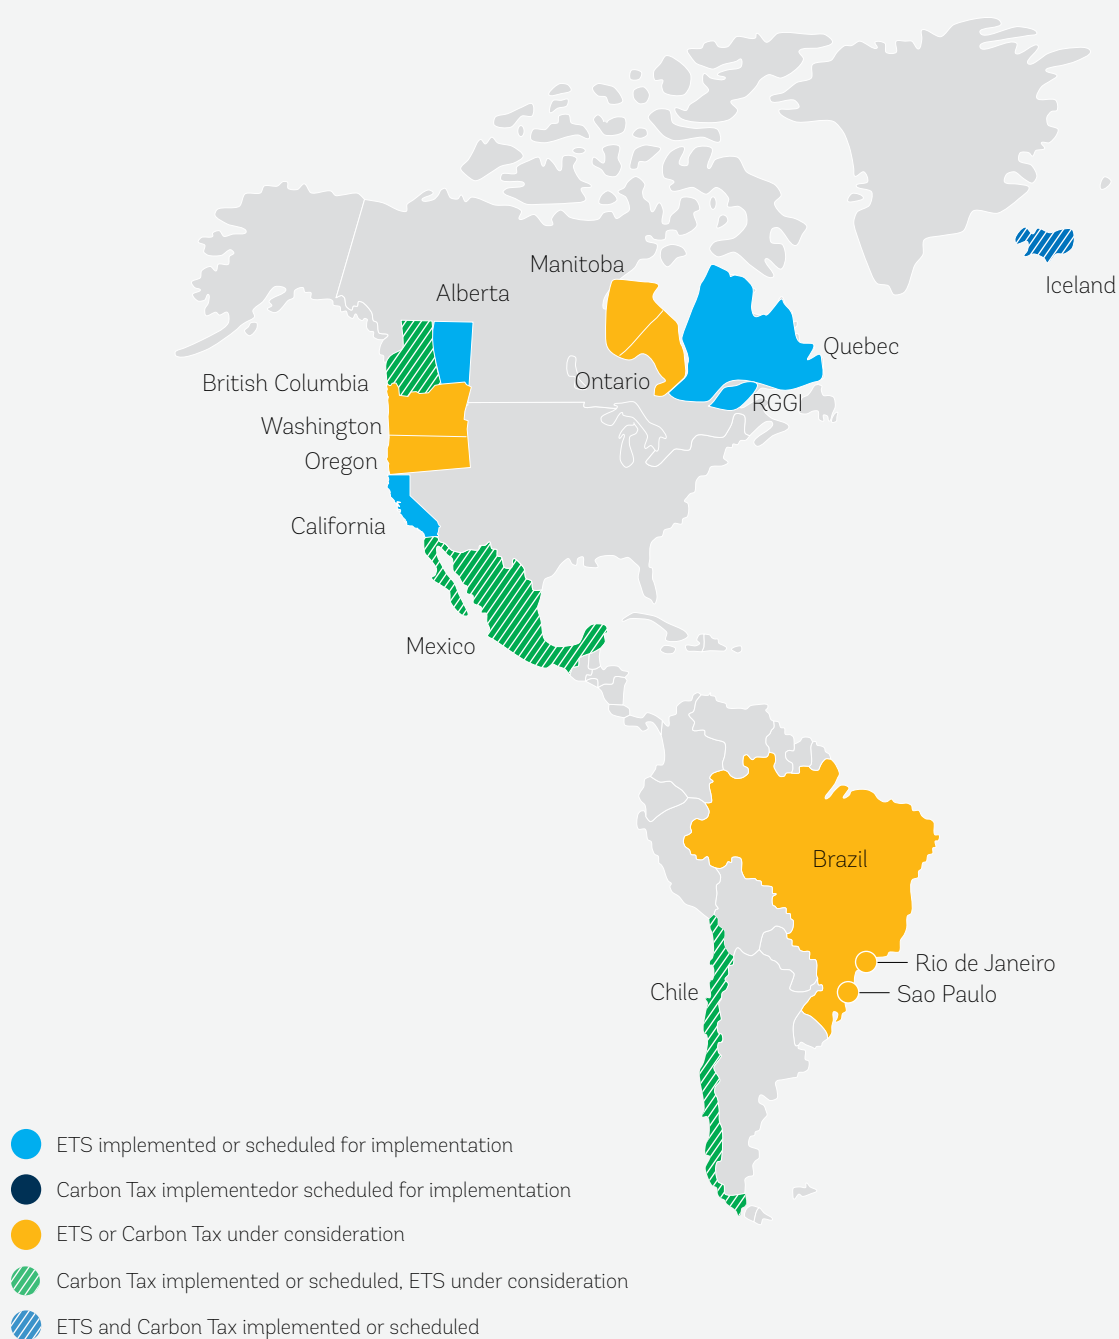 Manitoba
Alberta
Iceland
Quebec
British Columbia
Ontario
RGGI
Washington
Oregon
California
Mexico
Brazil
Rio de Janeiro
Chile
Sao Paulo
ETS implemented or scheduled for implementation
Carbon Tax implementedor scheduled for implementation
ETS or Carbon Tax under consideration
Carbon Tax implemented or scheduled, ETS under consideration
ETS and Carbon Tax implemented or scheduled